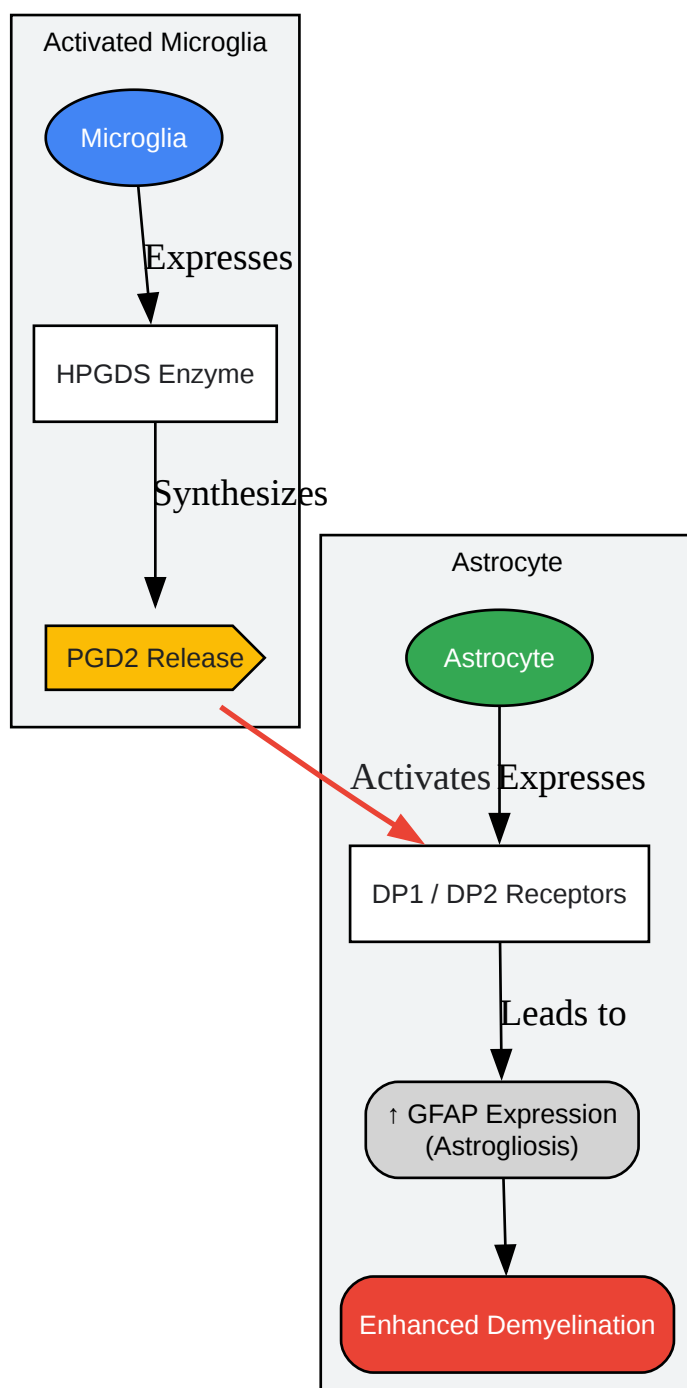 Activated Microglia
Microglia
Expresses
HPGDS Enzyme
Synthesizes
PGD2 Release
Astrocyte
Astrocyte
Activates
Expresses
DP1 / DP2 Receptors
Leads to
↑ GFAP Expression
(Astrogliosis)
Enhanced Demyelination